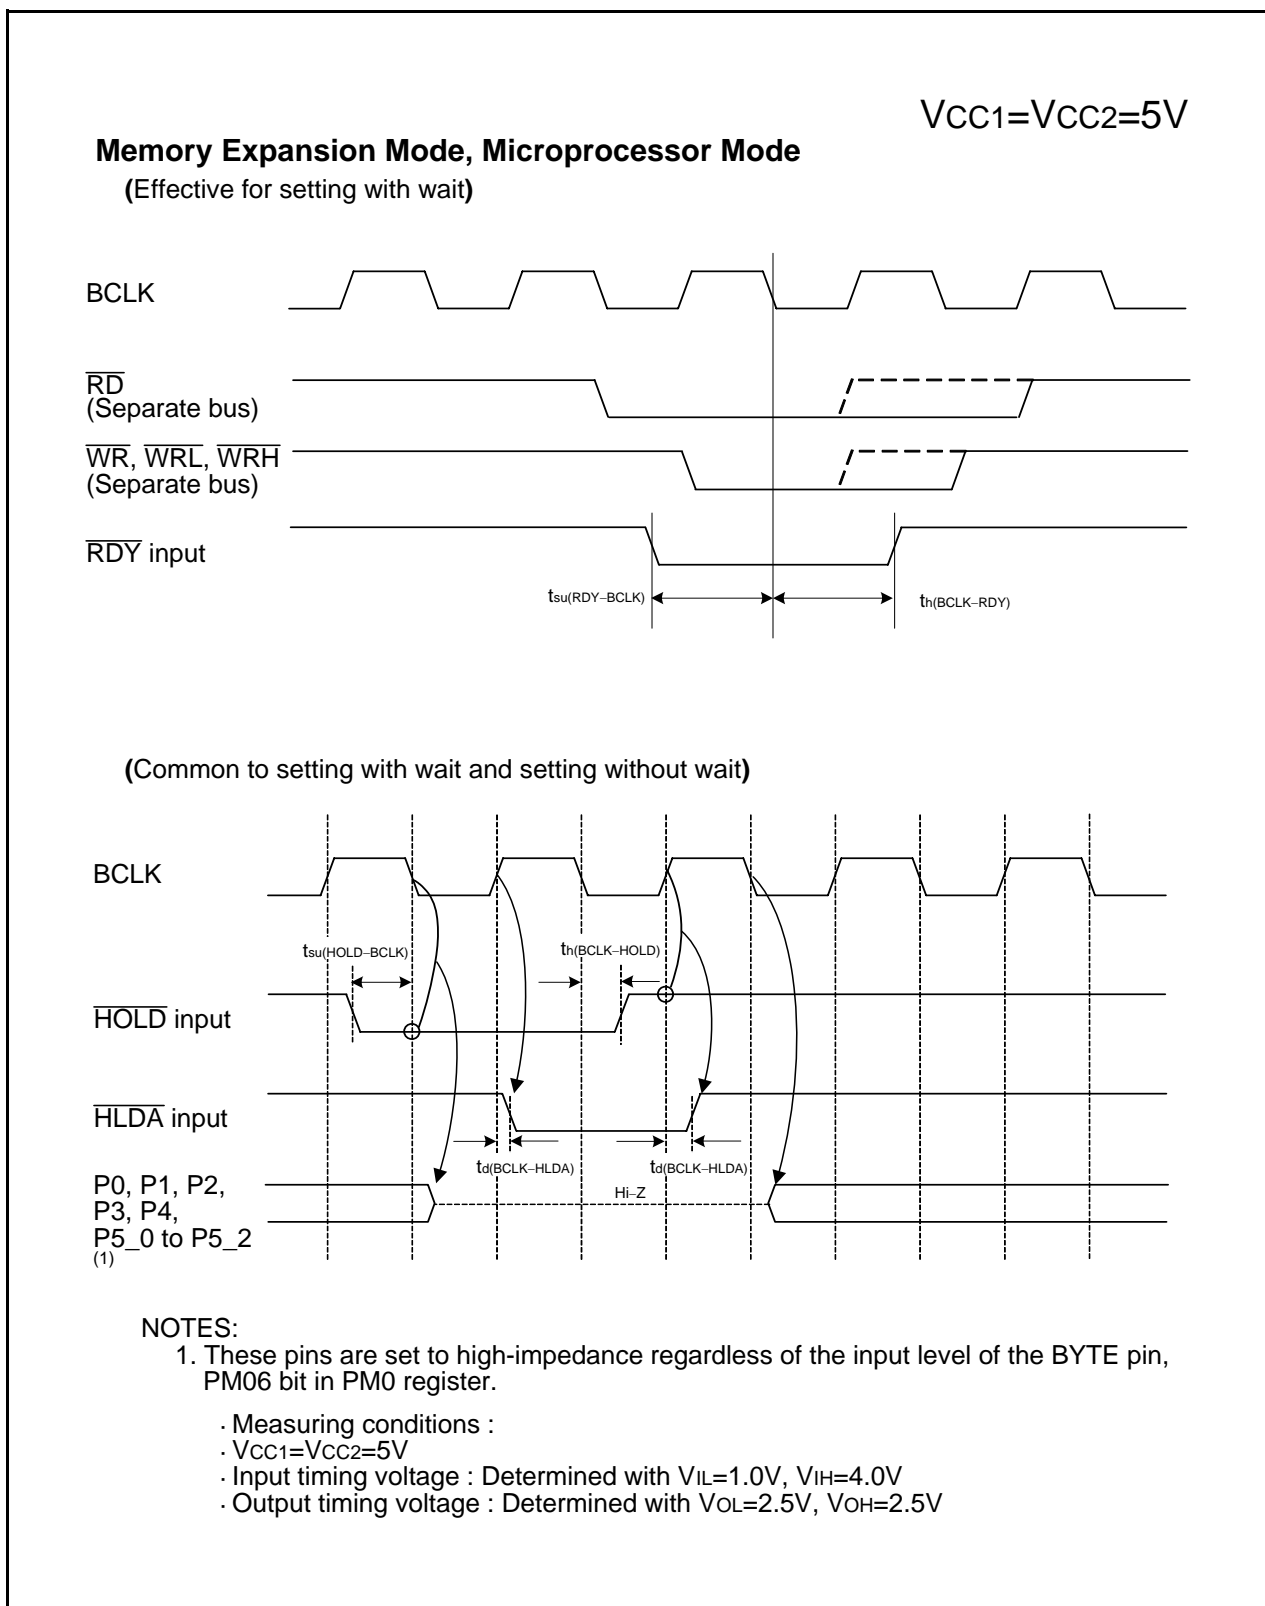 VCC1=VCC2=5V
Memory Expansion Mode, Microprocessor Mode
(Effective for setting with wait)
BCLK
RD
(Separate bus)
WR, WRL, WRH
(Separate bus)
RDY input
tsu(RDY–BCLK)
th(BCLK–RDY)
(Common to setting with wait and setting without wait)
BCLK
tsu(HOLD–BCLK)
th(BCLK–HOLD)
HOLD input
HLDA input
td(BCLK–HLDA)
td(BCLK–HLDA)
P0, P1, P2,
P3, P4,
P5_0 to P5_2
(1)
Hi–Z
NOTES:
1. These pins are set to high-impedance regardless of the input level of the BYTE pin,
PM06 bit in PM0 register.
· Measuring conditions :
· VCC1=VCC2=5V
· Input timing voltage : Determined with VIL=1.0V, VIH=4.0V
· Output timing voltage : Determined with VOL=2.5V, VOH=2.5V